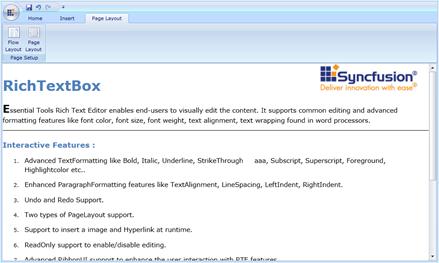 Home Insert Page Layout
Flow Layout
Page Layout
Page Setup
Syncfusion®
Deliver innovation with ease®
RichTextBox
Essential Tools Rich Text Editor enables end-users to visually edit the content. It supports common editing and advanced
formatting features like font color, font size, font weight, text alignment, text wrapping found in word processors.
Interactive Features :
1. Advanced TextFormatting like Bold, Italic, Underline, StrikeThrough aaa, Subscript, Superscript, Foreground,
Highlightcolor etc..
2. Enhanced ParagraphFormatting features like TextAlignment, LineSpacing, LeftIndent, RightIndent.
3. Undo and Redo Support.
4. Two types of PageLayout support.
5. Support to insert a image and Hyperlink at runtime.
6. ReadOnly support to enable/disable editing.
7. Advanced RibbonUI support to enhance the user interaction with RTE features